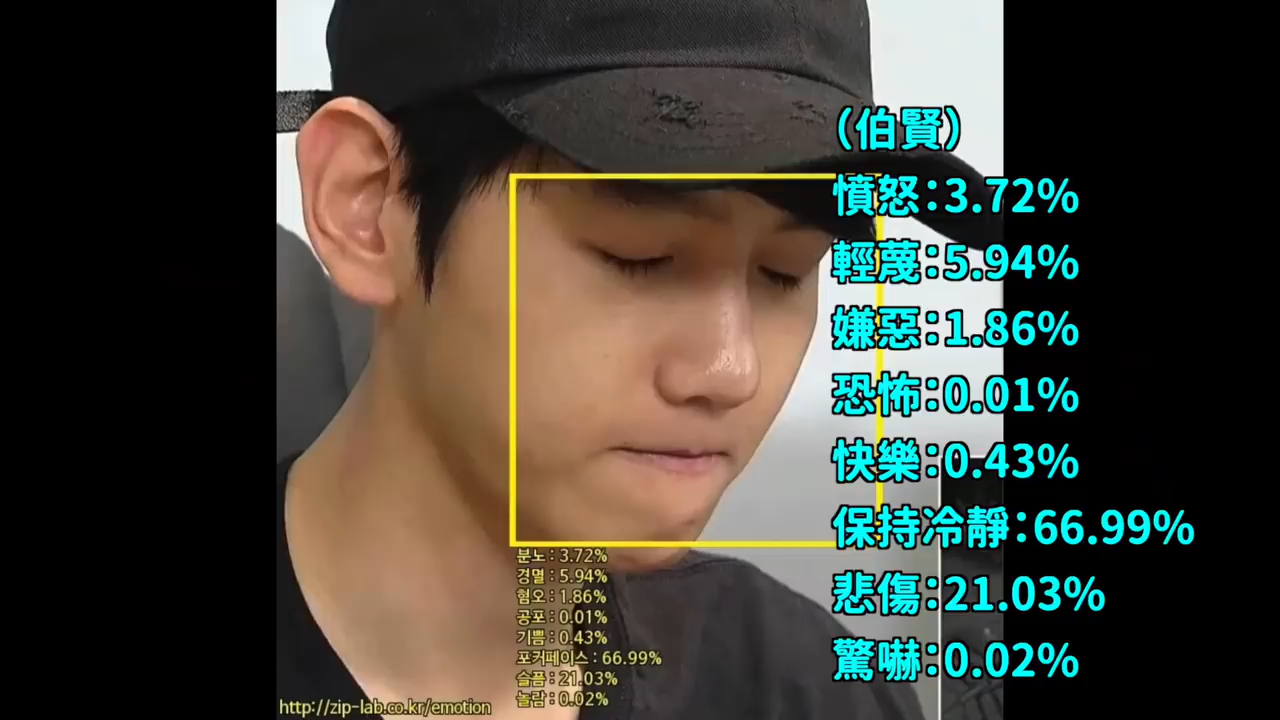 （伯賢）
憤怒：3.72%
輕蔑：5.94%
嫌惡：1.86%
恐怖：0.01%
快樂：0.43%
保持冷靜：66.99%
悲傷：21.03%
驚嚇：0.02%
분노 : 3.72%
경멸 : 5.94%
혐오 : 1.86%
공포 : 0.01%
기쁨 : 0.43%
포커페이스 : 66.99%
슬픔 : 21.03%
놀람 : 0.02%
http://zip-lab.co.kr/emotion